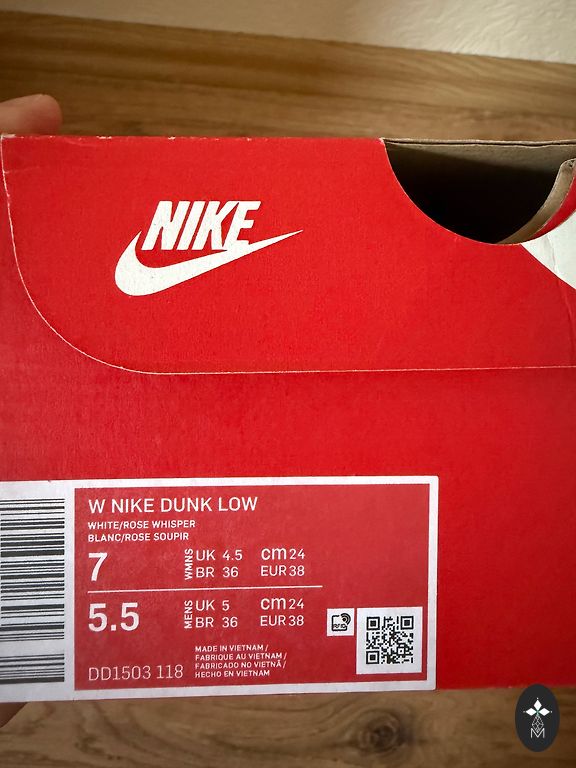 NIKE
W NIKE DUNK LOW
WHITE/ROSE WHISPER
BLANC/ROSE SOUPIR
7 WMNS UK 4.5 cm 24
BR 36 EUR 38
5.5 MENS UK 5 cm 24
BR 36 EUR 38
MADE IN VIETNAM /
FABRIQUE AU VIETNAM /
FABRICADO NO VIETNÃ /
HECHO EN VIETNAM
DD1503 118
M